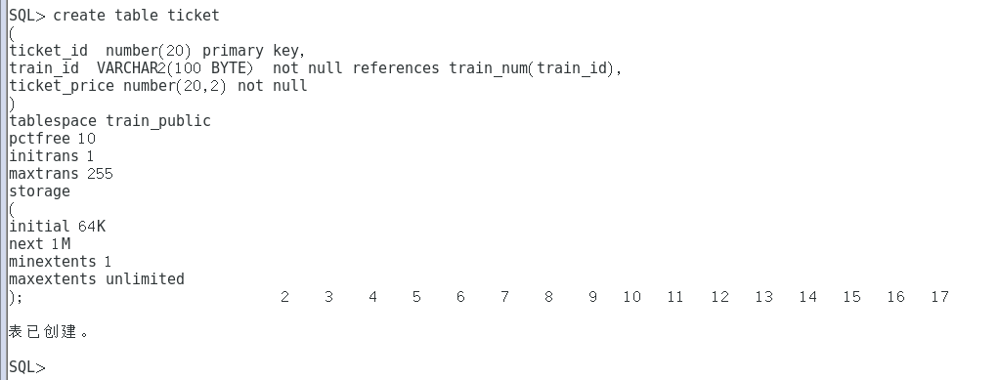 SQL> create table ticket
(
ticket_id  number(20) primary key,
train_id  VARCHAR2(100 BYTE)  not null references train_num(train_id),
ticket_price number(20,2) not null
)
tablespace train_public
pctfree 10
initrans 1
maxtrans 255
storage
(
initial 64K
next 1M
minextents 1
maxextents unlimited
);  2  3  4  5  6  7  8  9  10  11  12  13  14  15  16  17
表已创建。
SQL>